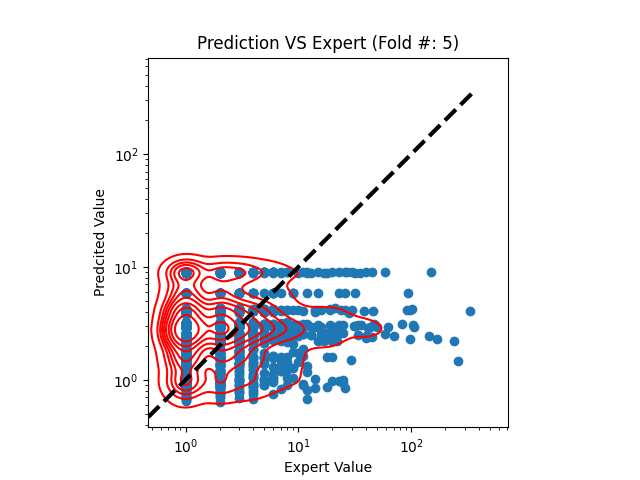 Prediction VS Expert (Fold #: 5)
Predcited Value
10²
10¹
10⁰
10⁰ 10¹ 10²
Expert Value